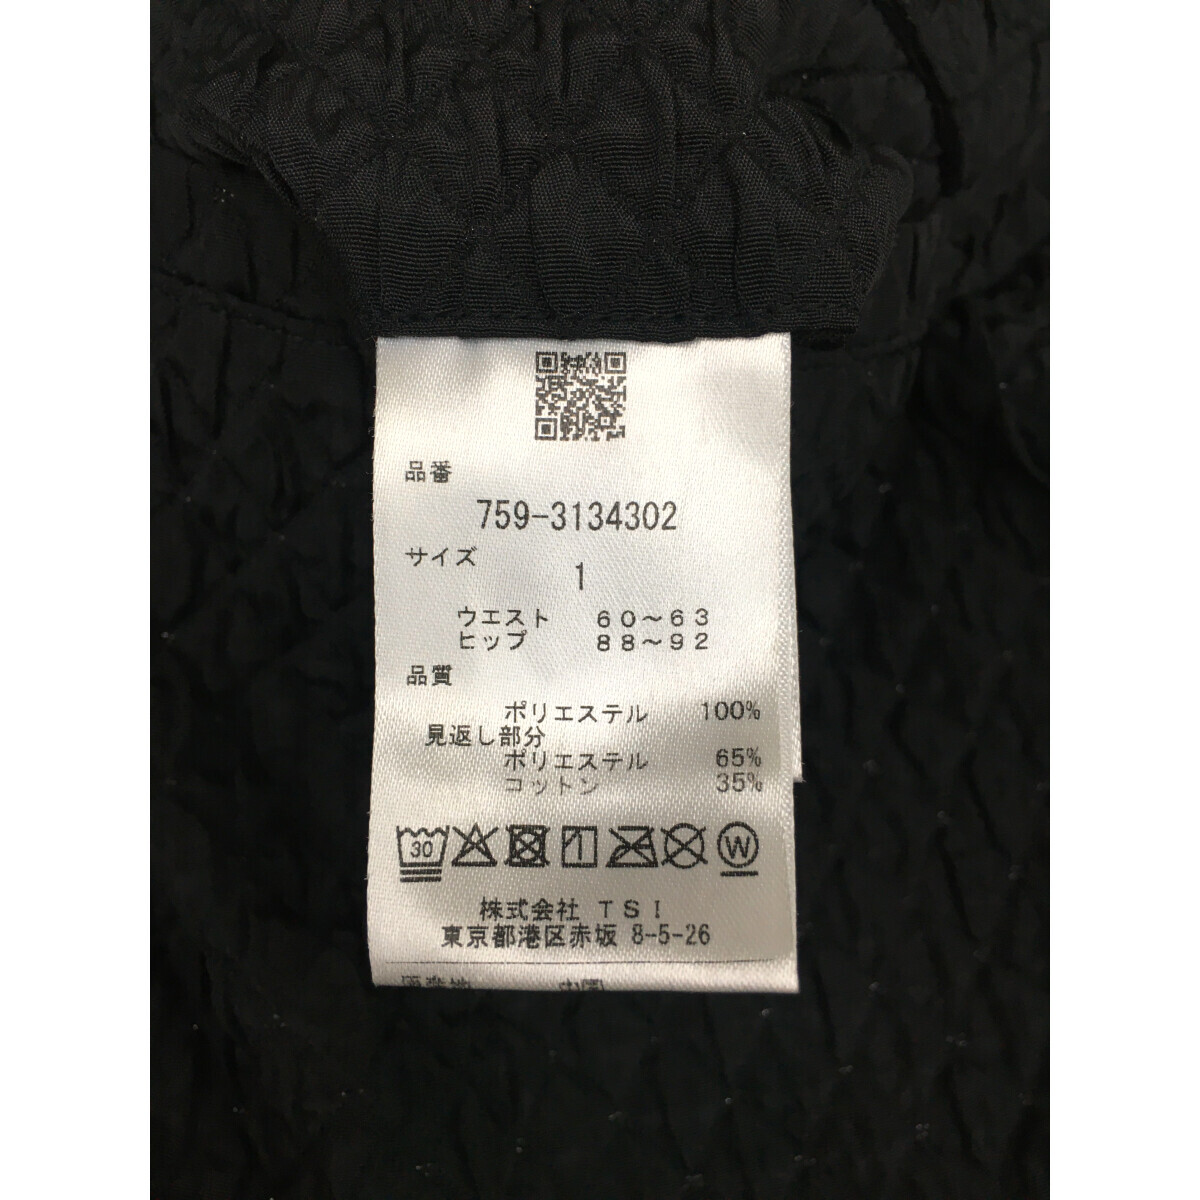 品番
759-3134302
サイズ
1
ウエスト 60〜63
ヒップ 88〜92
品質
ポリエステル 100%
見返し部分
ポリエステル 65%
コットン 35%
30 W
株式会社 TSI
東京都港区赤坂 8-5-26